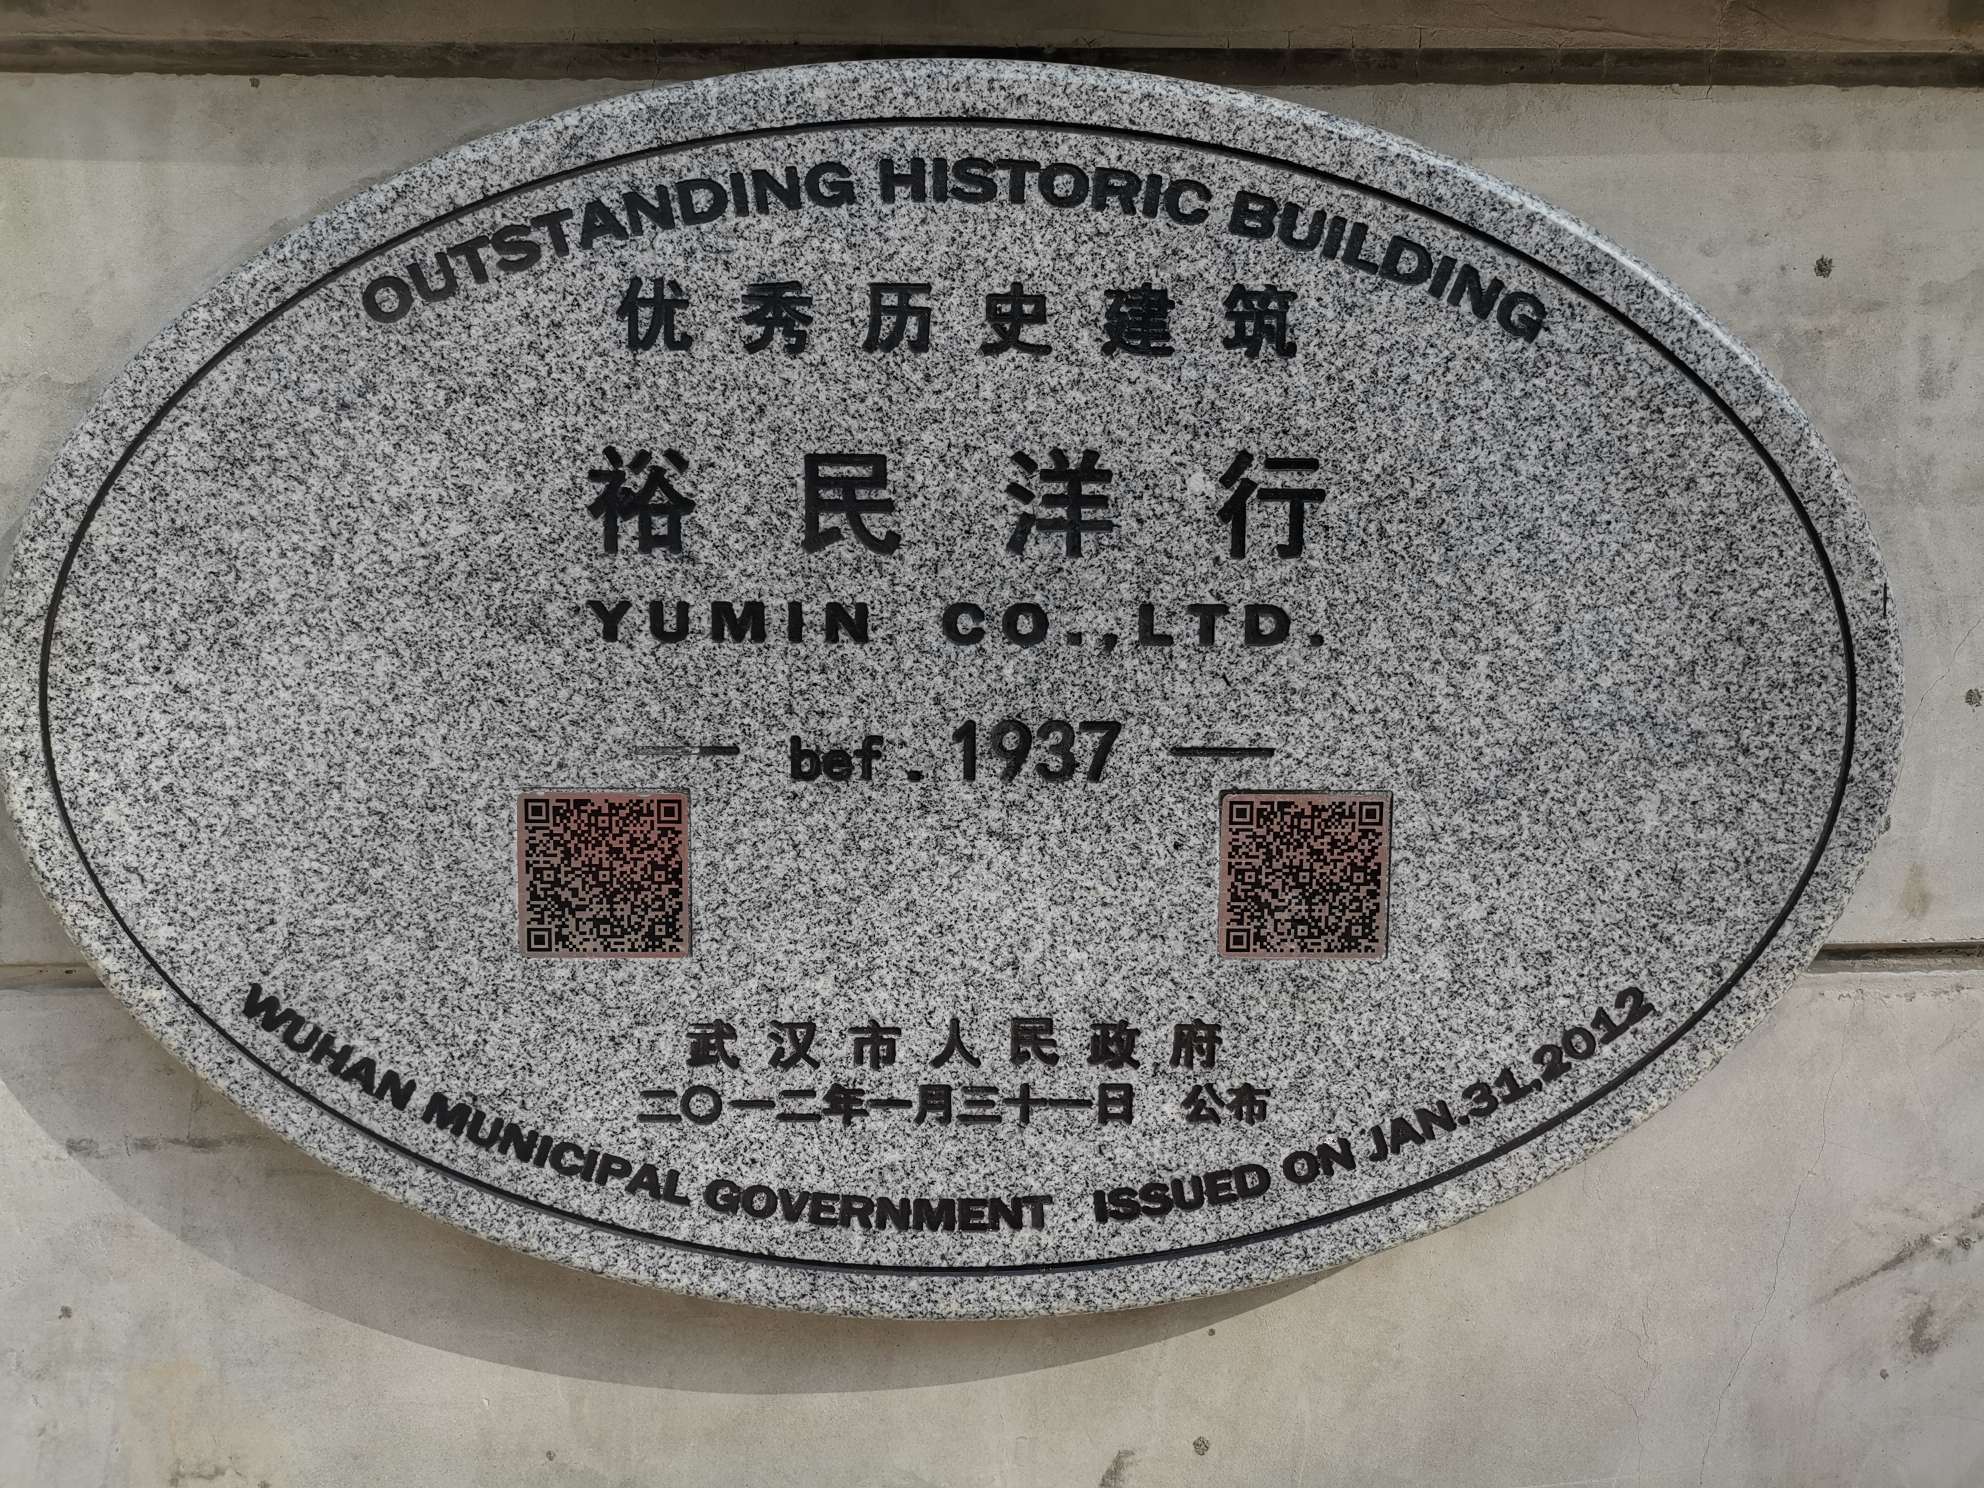 OUTSTANDING HISTORIC BUILDING
优秀历史建筑
裕民洋行
YUMIN CO.,LTD.
— bef. 1937 —
武汉市人民政府
二〇一二年一月三十一日 公布
WUHAN MUNICIPAL GOVERNMENT ISSUED ON JAN.31.2012